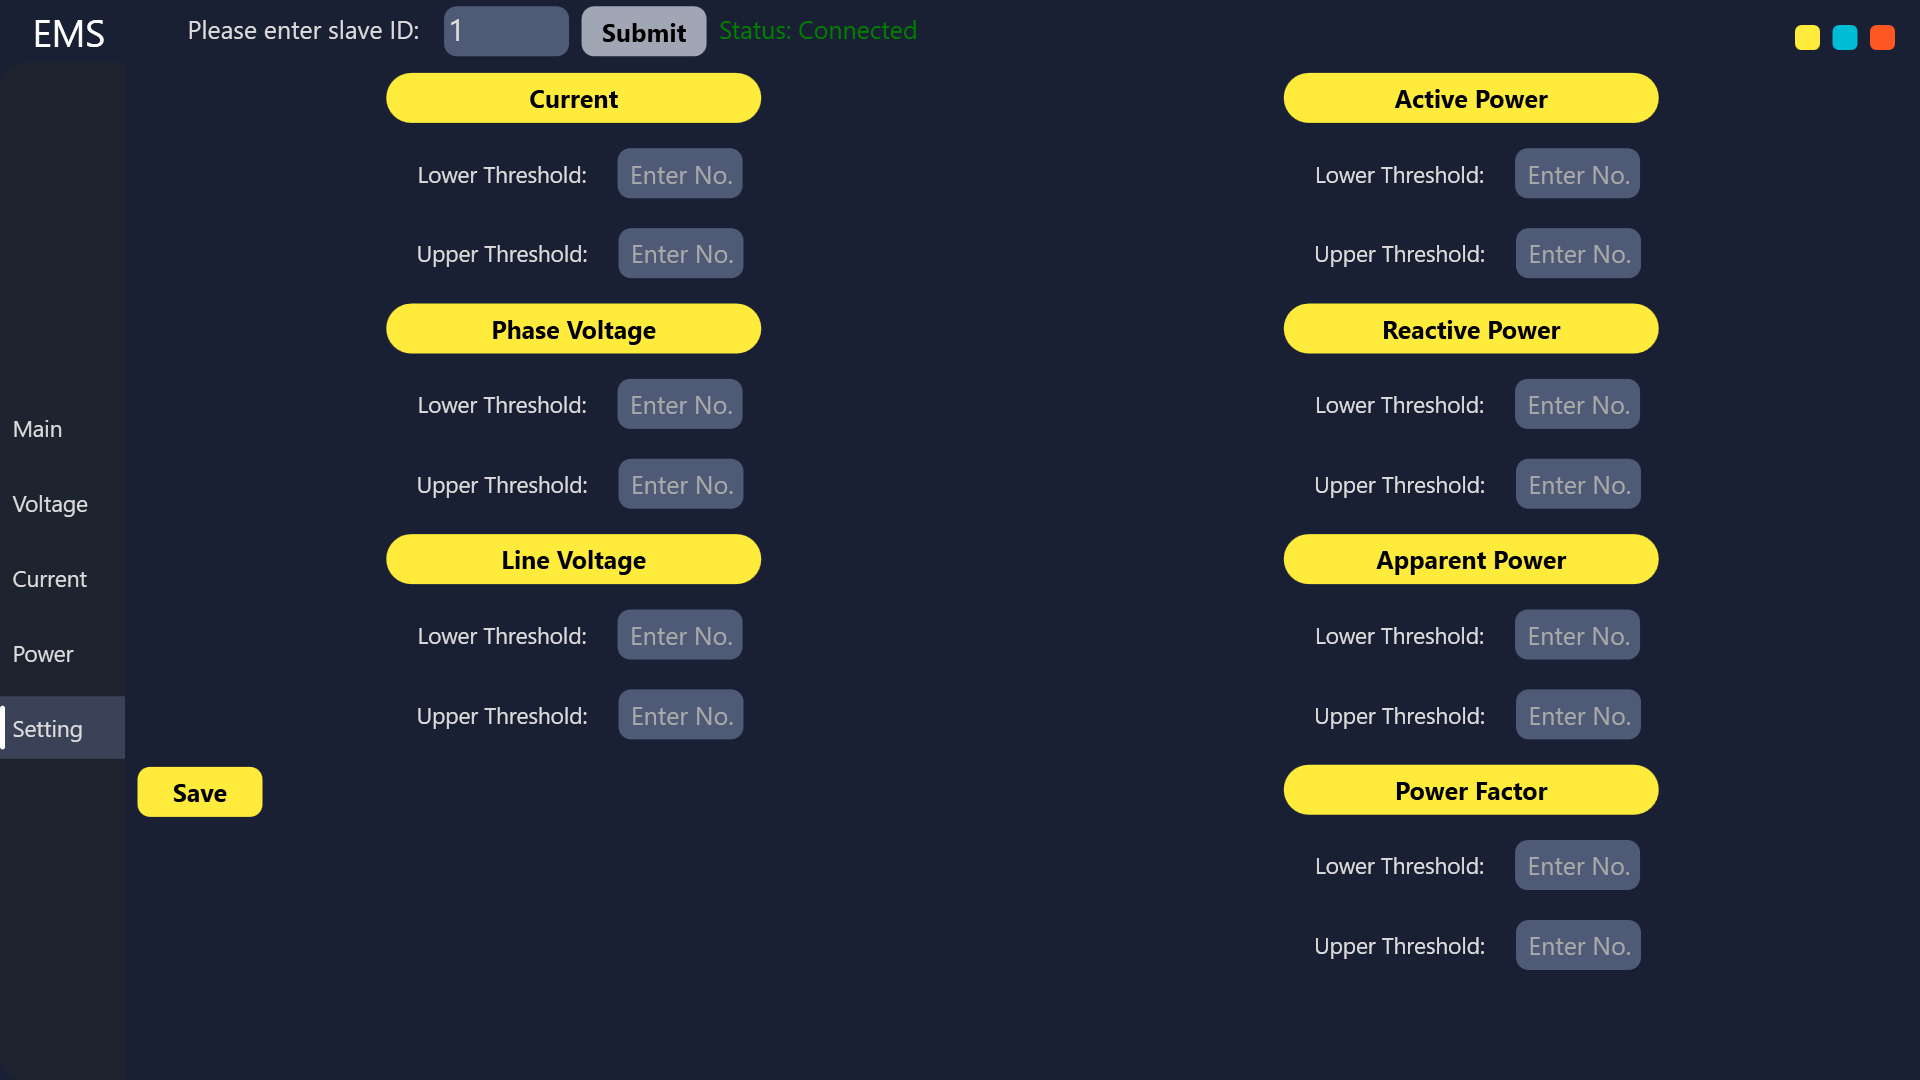 EMS
Please enter slave ID: 1 Submit Status: Connected
Main
Voltage
Current
Power
Setting
Current
Lower Threshold: Enter No.
Upper Threshold: Enter No.
Phase Voltage
Lower Threshold: Enter No.
Upper Threshold: Enter No.
Line Voltage
Lower Threshold: Enter No.
Upper Threshold: Enter No.
Save
Active Power
Lower Threshold: Enter No.
Upper Threshold: Enter No.
Reactive Power
Lower Threshold: Enter No.
Upper Threshold: Enter No.
Apparent Power
Lower Threshold: Enter No.
Upper Threshold: Enter No.
Power Factor
Lower Threshold: Enter No.
Upper Threshold: Enter No.